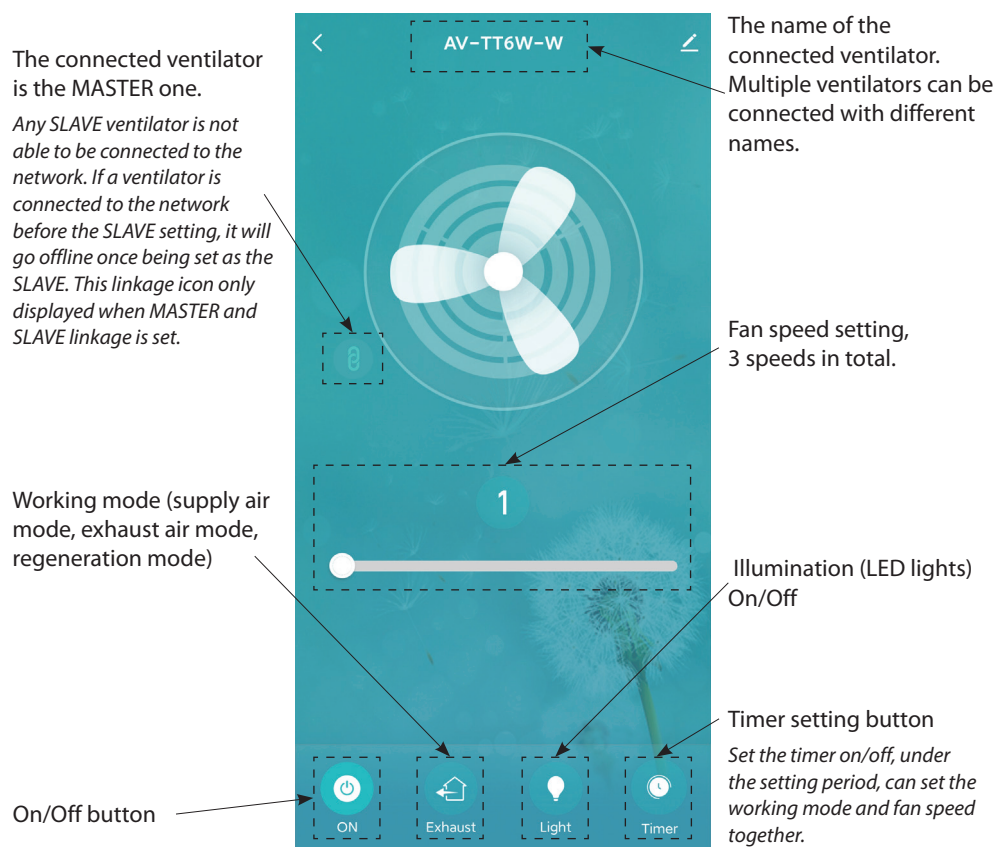 The connected ventilator
is the MASTER one.
Any SLAVE ventilator is not
able to be connected to the
network. If a ventilator is
connected to the network
before the SLAVE setting, it will
go offline once being set as the
SLAVE. This linkage icon only
displayed when MASTER and
SLAVE linkage is set.
AV-TT6W-W
The name of the
connected ventilator.
Multiple ventilators can be
connected with different
names.
Fan speed setting,
3 speeds in total.
1
Working mode (supply air
mode, exhaust air mode,
regeneration mode)
Illumination (LED lights)
On/Off
Timer setting button
Set the timer on/off, under
the setting period, can set the
working mode and fan speed
together.
On/Off button
ON
Exhaust
Light
Timer